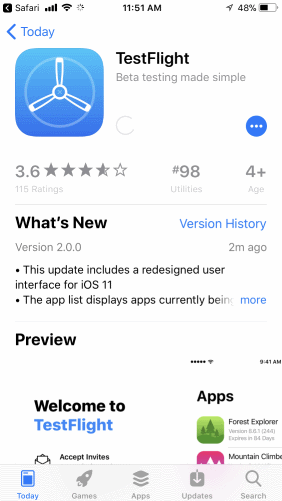 Safari
11:51 AM
48%
Today
TestFlight
Beta testing made simple
3.6
#98
4+
115 Ratings
Utilities
Age
What's New
Version History
Version 2.0.0
2m ago
• This update includes a redesigned user
interface for iOS 11
• The app list displays apps currently being
more
Preview
9:41 AM
Welcome to
TestFlight
Accept Invites
Apps
Forest Explorer
Version 6.6.1 (244)
Expires in 84 Days
Mountain Climbe
Today
Games
Apps
Updates
Search